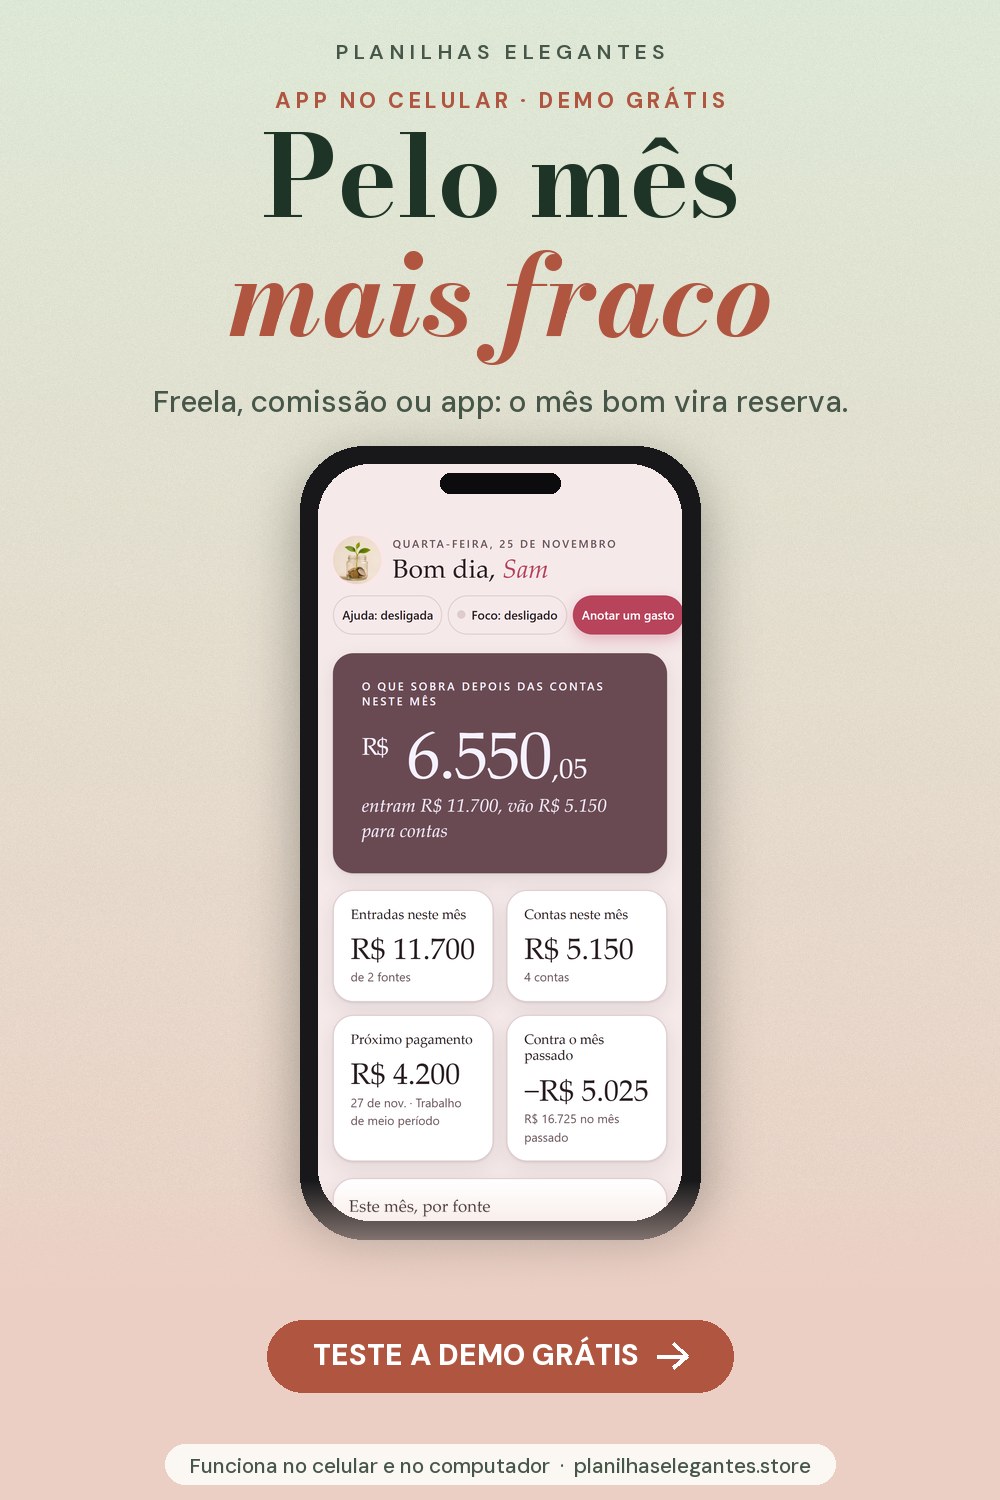 PLANILHAS ELEGANTES
APP NO CELULAR · DEMO GRÁTIS
Pelo mês
mais fraco
Freela, comissão ou app: o mês bom vira reserva.
QUARTA-FEIRA, 25 DE NOVEMBRO
Bom dia, Sam
Ajuda: desligada
Foco: desligado
Anotar um gasto
O QUE SOBRA DEPOIS DAS CONTAS
NESTE MÊS
R$ 6.550,05
entram R$ 11.700, vão R$ 5.150
para contas
Entradas neste mês
R$ 11.700
de 2 fontes
Contas neste mês
R$ 5.150
4 contas
Próximo pagamento
R$ 4.200
27 de nov. · Trabalho
de meio período
Contra o mês
passado
−R$ 5.025
R$ 16.725 no mês
passado
Este mês, por fonte
TESTE A DEMO GRÁTIS →
Funciona no celular e no computador · planilhaselegantes.store